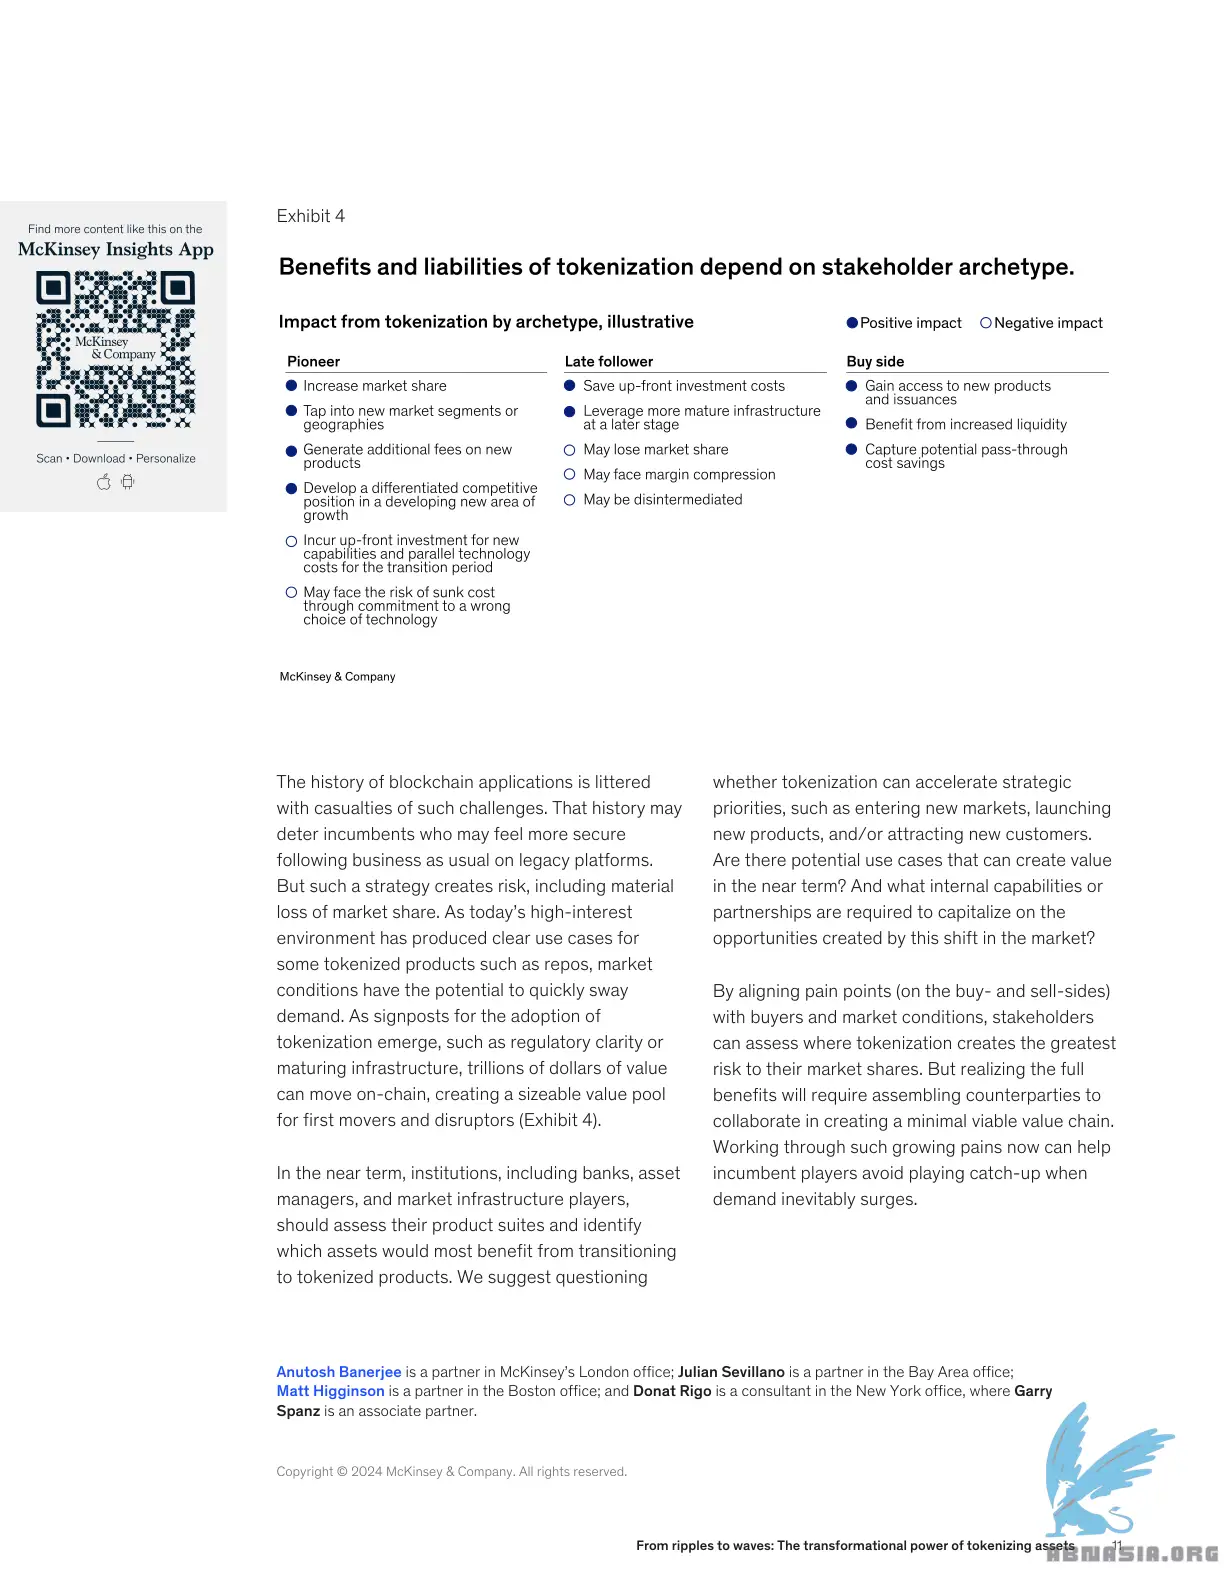 Find more content like this on the
McKinsey Insights App
McKinsey
& Company
Scan • Download • Personalize
Exhibit 4
Benefits and liabilities of tokenization depend on stakeholder archetype.
Impact from tokenization by archetype, illustrative
Positive impact
Negative impact
Pioneer
Increase market share
Tap into new market segments or
geographies
Generate additional fees on new
products
Develop a differentiated competitive
position in a developing new area of
growth
Incur up-front investment for new
capabilities and parallel technology
costs for the transition period
May face the risk of sunk cost
through commitment to a wrong
choice of technology
Late follower
Save up-front investment costs
Leverage more mature infrastructure
at a later stage
May lose market share
May face margin compression
May be disintermediated
Buy side
Gain access to new products
and issuances
Benefit from increased liquidity
Capture potential pass-through
cost savings
McKinsey & Company
The history of blockchain applications is littered
with casualties of such challenges. That history may
deter incumbents who may feel more secure
following business as usual on legacy platforms.
But such a strategy creates risk, including material
loss of market share. As today’s high-interest
environment has produced clear use cases for
some tokenized products such as repos, market
conditions have the potential to quickly sway
demand. As signposts for the adoption of
tokenization emerge, such as regulatory clarity or
maturing infrastructure, trillions of dollars of value
can move on-chain, creating a sizeable value pool
for first movers and disruptors (Exhibit 4).
In the near term, institutions, including banks, asset
managers, and market infrastructure players,
should assess their product suites and identify
which assets would most benefit from transitioning
to tokenized products. We suggest questioning
whether tokenization can accelerate strategic
priorities, such as entering new markets, launching
new products, and/or attracting new customers.
Are there potential use cases that can create value
in the near term? And what internal capabilities or
partnerships are required to capitalize on the
opportunities created by this shift in the market?
By aligning pain points (on the buy- and sell-sides)
with buyers and market conditions, stakeholders
can assess where tokenization creates the greatest
risk to their market shares. But realizing the full
benefits will require assembling counterparties to
collaborate in creating a minimal viable value chain.
Working through such growing pains now can help
incumbent players avoid playing catch-up when
demand inevitably surges.
Anutosh Banerjee is a partner in McKinsey’s London office; Julian Sevillano is a partner in the Bay Area office;
Matt Higginson is a partner in the Boston office; and Donat Rigo is a consultant in the New York office, where Garry
Spanz is an associate partner.
Copyright © 2024 McKinsey & Company. All rights reserved.
From ripples to waves: The transformational power of tokenizing assets
11
ABNASIA.ORG